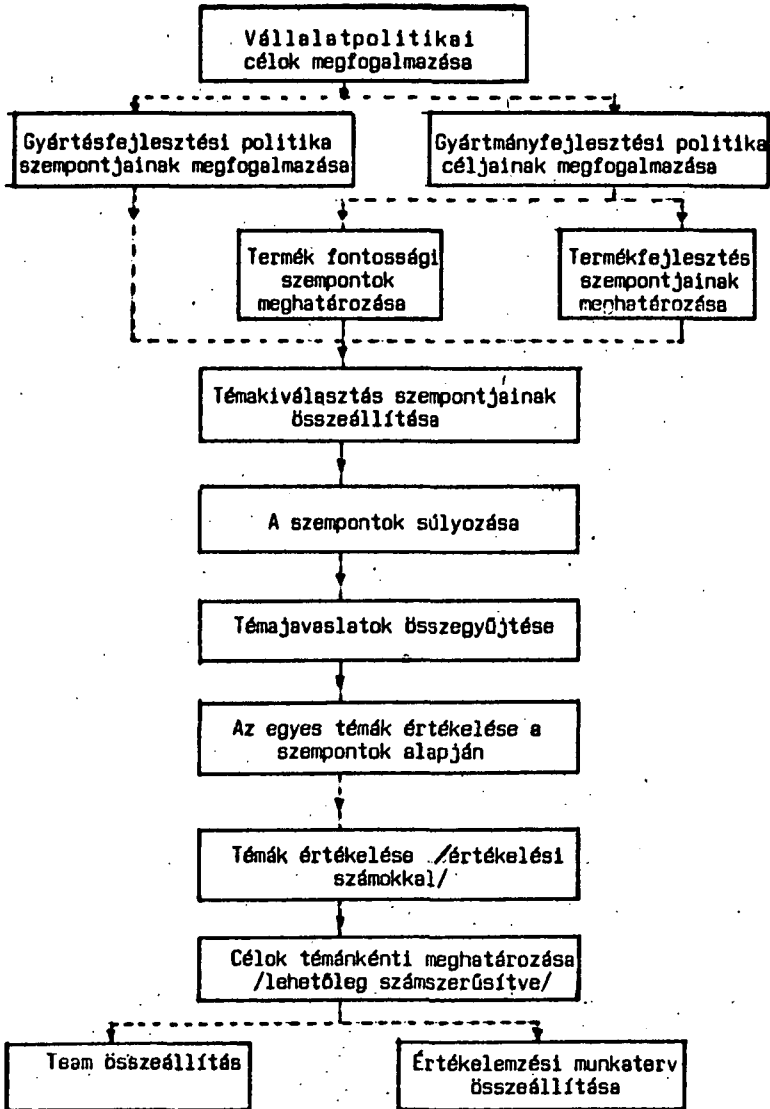 Vállalatpolitikai
célok megfogalmazása
Gyártásfejlesztési politika
szempontjainak megfogalmazása
Gyártmányfejlesztési politika
céljainak megfogalmazása
Termék fontossági
szempontok
meghatározása
Termékfejlesztés
szempontjainak
meghatározása
Témakiválasztás szempontjainak
összeállítása
A szempontok súlyozása
Témajavaslatok összegyűjtése
Az egyes témák értékelése a
szempontok alapján
Témák értékelése /értékelési
számokkal/
Célok témánkénti meghatározása
/lehetőleg számszerűsítve/
Team összeállítás
Értékelemzési munkaterv
összeállítása